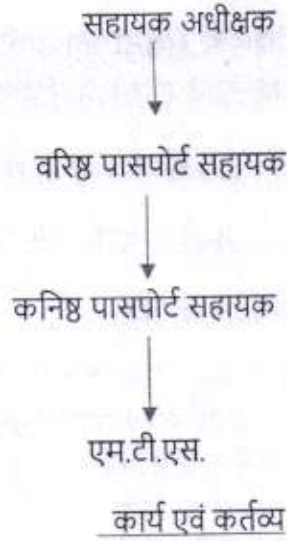 सहायक अधीक्षक
वरिष्ठ पासपोर्ट सहायक
कनिष्ठ पासपोर्ट सहायक
एम.टी.एस.
कार्य एवं कर्तव्य